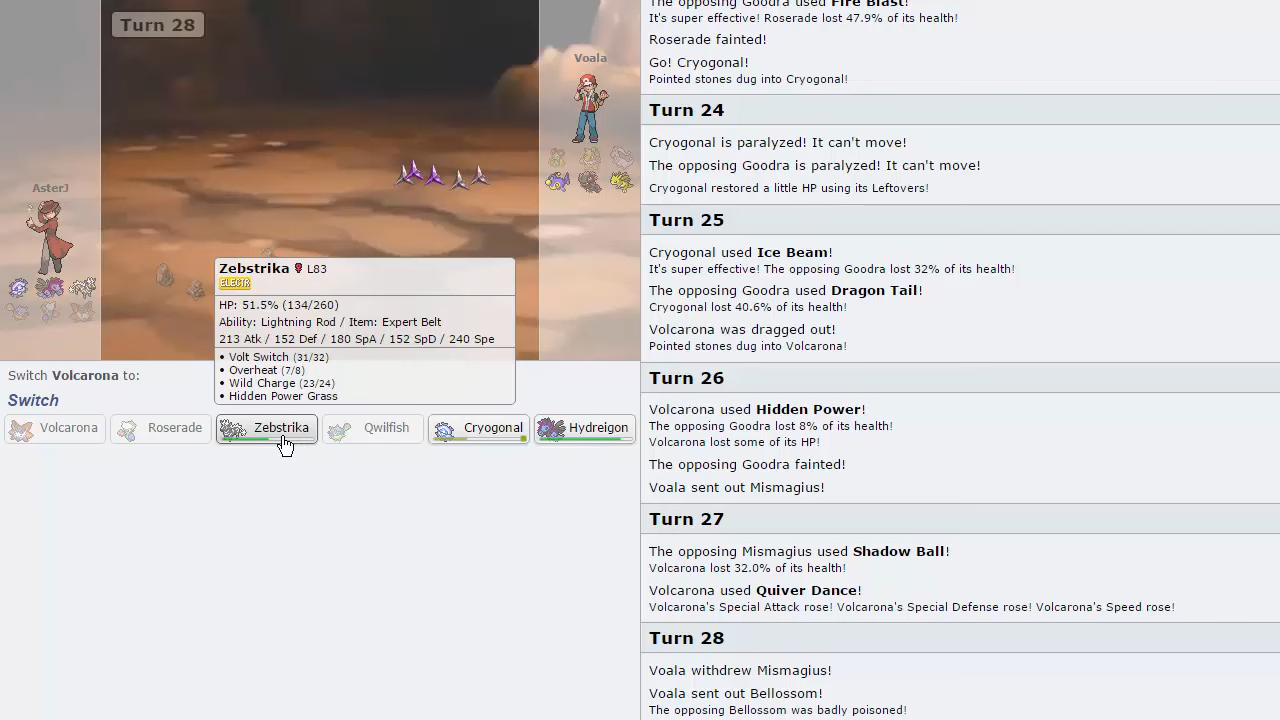 Turn 28
Voala
AsterJ
Zebstrika L83
ELECTR
HP: 51.5% (134/260)
Ability: Lightning Rod / Item: Expert Belt
213 Atk / 152 Def / 180 SpA / 152 SpD / 240 Spe
• Volt Switch (31/32)
• Overheat (7/8)
• Wild Charge (23/24)
• Hidden Power Grass
Switch Volcarona to:
Switch
Volcarona
Roserade
Zebstrika
Qwilfish
Cryogonal
Hydreigon
The opposing Goodra used Fire Blast!
It's super effective! Roserade lost 47.9% of its health!
Roserade fainted!
Go! Cryogonal!
Pointed stones dug into Cryogonal!
Turn 24
Cryogonal is paralyzed! It can't move!
The opposing Goodra is paralyzed! It can't move!
Cryogonal restored a little HP using its Leftovers!
Turn 25
Cryogonal used Ice Beam!
It's super effective! The opposing Goodra lost 32% of its health!
The opposing Goodra used Dragon Tail!
Cryogonal lost 40.6% of its health!
Volcarona was dragged out!
Pointed stones dug into Volcarona!
Turn 26
Volcarona used Hidden Power!
The opposing Goodra lost 8% of its health!
Volcarona lost some of its HP!
The opposing Goodra fainted!
Voala sent out Mismagius!
Turn 27
The opposing Mismagius used Shadow Ball!
Volcarona lost 32.0% of its health!
Volcarona used Quiver Dance!
Volcarona's Special Attack rose! Volcarona's Special Defense rose! Volcarona's Speed rose!
Turn 28
Voala withdrew Mismagius!
Voala sent out Bellossom!
The opposing Bellossom was badly poisoned!